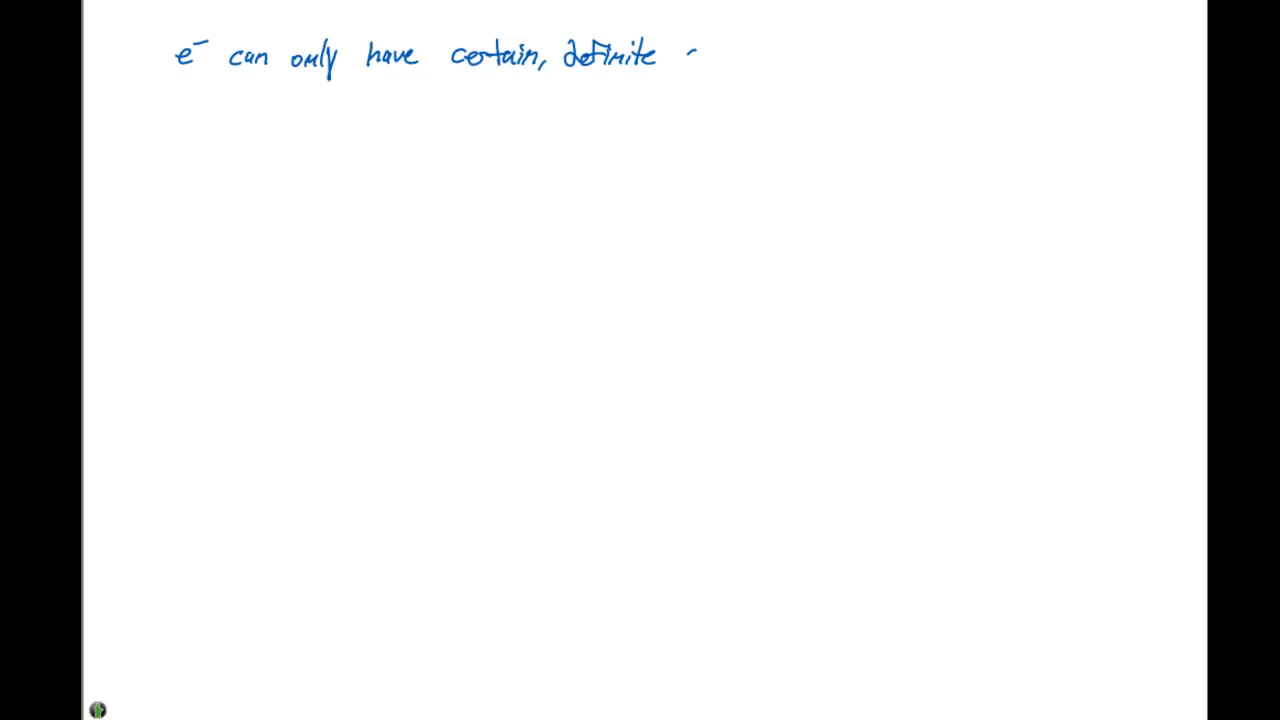 e⁻ can only have certain, definite